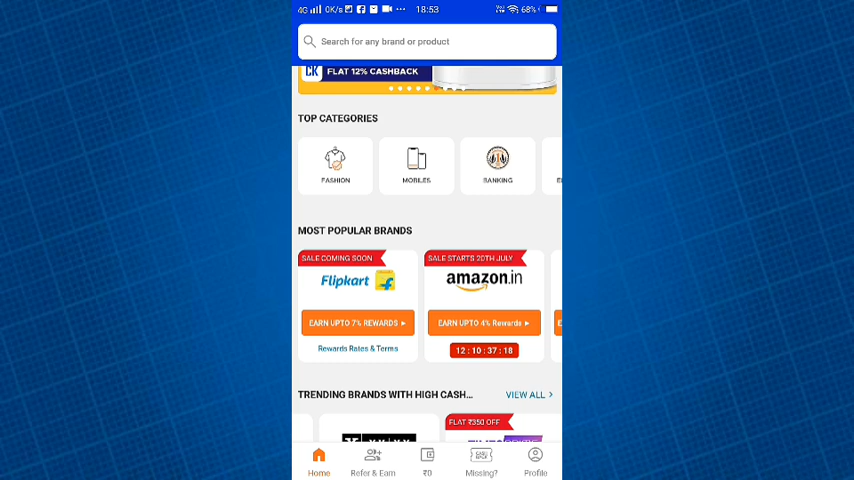 4G 0K/s 18:53 68%
Search for any brand or product
CK FLAT 12% CASHBACK
TOP CATEGORIES
FASHION MOBILES BANKING
MOST POPULAR BRANDS
SALE COMING SOON SALE STARTS 20TH JULY
Flipkart amazon.in
EARN UPTO 7% REWARDS ► EARN UPTO 4% Rewards ►
Rewards Rates & Terms 12 : 10 : 37 : 18
TRENDING BRANDS WITH HIGH CASH... VIEW ALL >
FLAT ₹350 OFF
Home Refer & Earn ₹0 Missing? Profile